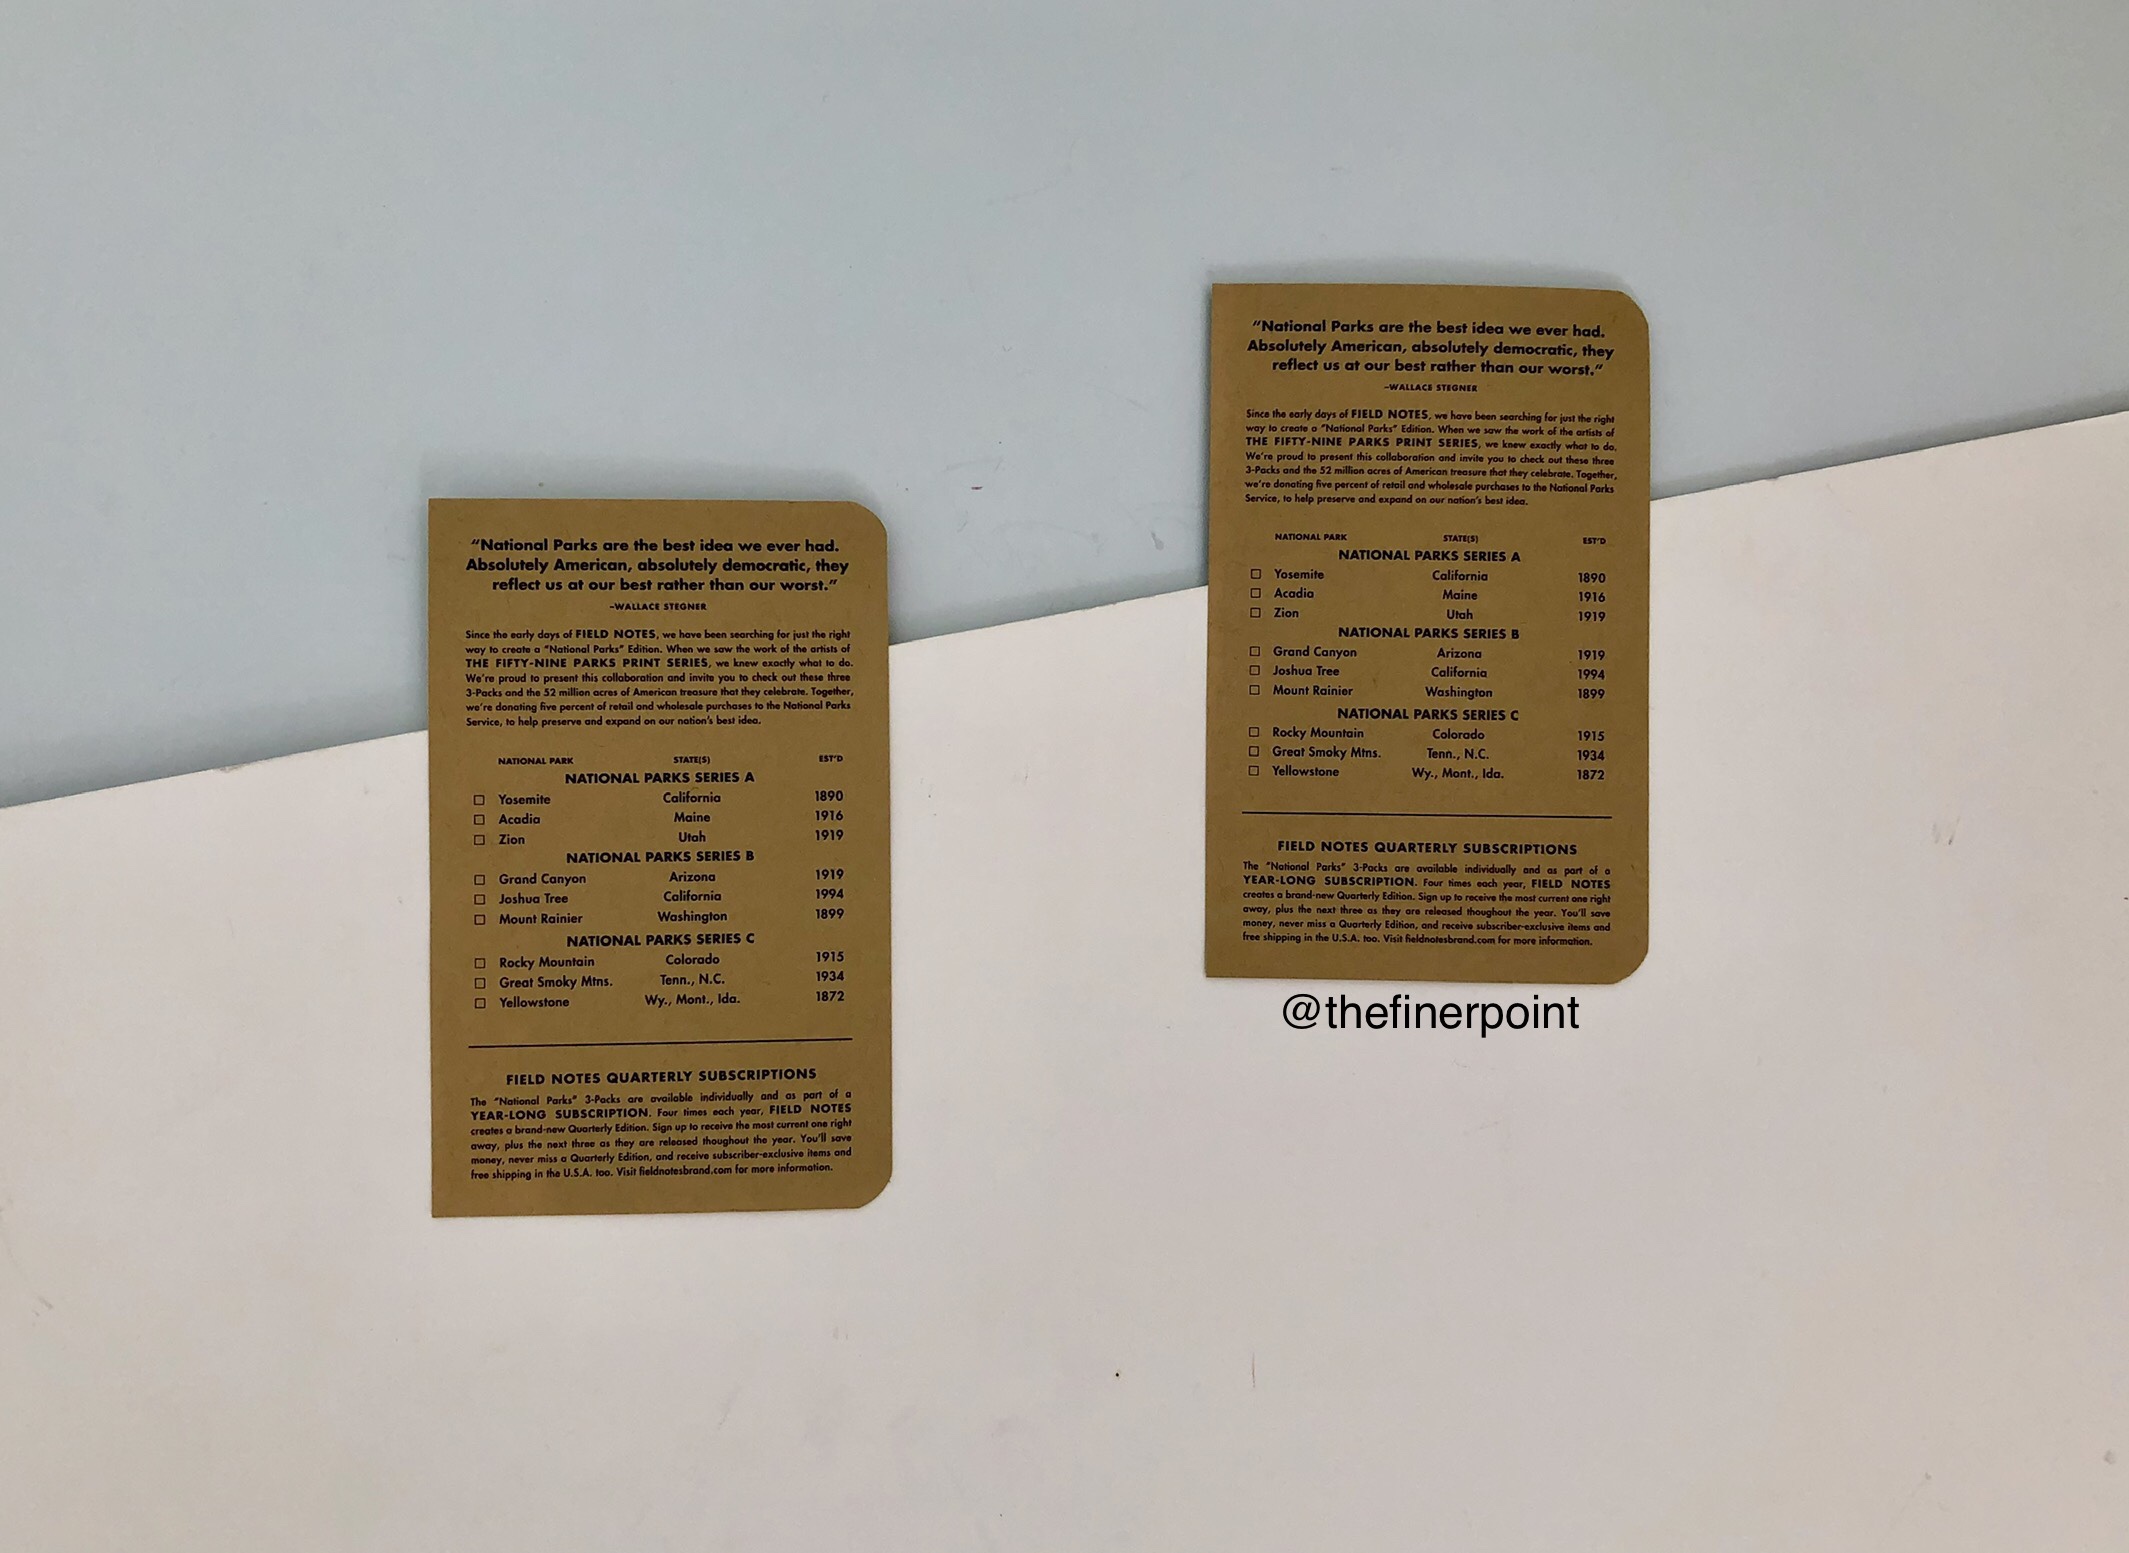 “National Parks are the best idea we ever had.
Absolutely American, absolutely democratic, they
reflect us at our best rather than our worst.”
–WALLACE STEGNER
Since the early days of FIELD NOTES, we have been searching for just the right
way to create a “National Parks” Edition. When we saw the work of the artists of
THE FIFTY-NINE PARKS PRINT SERIES, we knew exactly what to do.
We’re proud to present this collaboration and invite you to check out these three
3-Packs and the 52 million acres of American treasure that they celebrate. Together,
we’re donating five percent of retail and wholesale purchases to the National Parks
Service, to help preserve and expand on our nation’s best idea.
NATIONAL PARK STATE(S) EST’D
NATIONAL PARKS SERIES A
Yosemite California 1890
Acadia Maine 1916
Zion Utah 1919
NATIONAL PARKS SERIES B
Grand Canyon Arizona 1919
Joshua Tree California 1994
Mount Rainier Washington 1899
NATIONAL PARKS SERIES C
Rocky Mountain Colorado 1915
Great Smoky Mtns. Tenn., N.C. 1934
Yellowstone Wy., Mont., Ida. 1872
FIELD NOTES QUARTERLY SUBSCRIPTIONS
The “National Parks” 3-Packs are available individually and as part of a
YEAR-LONG SUBSCRIPTION. Four times each year, FIELD NOTES
creates a brand-new Quarterly Edition. Sign up to receive the most current one right
away, plus the next three as they are released thoughout the year. You’ll save
money, never miss a Quarterly Edition, and receive subscriber-exclusive items and
free shipping in the U.S.A. too. Visit fieldnotesbrand.com for more information.
“National Parks are the best idea we ever had.
Absolutely American, absolutely democratic, they
reflect us at our best rather than our worst.”
–WALLACE STEGNER
Since the early days of FIELD NOTES, we have been searching for just the right
way to create a “National Parks” Edition. When we saw the work of the artists of
THE FIFTY-NINE PARKS PRINT SERIES, we knew exactly what to do.
We’re proud to present this collaboration and invite you to check out these three
3-Packs and the 52 million acres of American treasure that they celebrate. Together,
we’re donating five percent of retail and wholesale purchases to the National Parks
Service, to help preserve and expand on our nation’s best idea.
NATIONAL PARK STATE(S) EST’D
NATIONAL PARKS SERIES A
Yosemite California 1890
Acadia Maine 1916
Zion Utah 1919
NATIONAL PARKS SERIES B
Grand Canyon Arizona 1919
Joshua Tree California 1994
Mount Rainier Washington 1899
NATIONAL PARKS SERIES C
Rocky Mountain Colorado 1915
Great Smoky Mtns. Tenn., N.C. 1934
Yellowstone Wy., Mont., Ida. 1872
FIELD NOTES QUARTERLY SUBSCRIPTIONS
The “National Parks” 3-Packs are available individually and as part of a
YEAR-LONG SUBSCRIPTION. Four times each year, FIELD NOTES
creates a brand-new Quarterly Edition. Sign up to receive the most current one right
away, plus the next three as they are released thoughout the year. You’ll save
money, never miss a Quarterly Edition, and receive subscriber-exclusive items and
free shipping in the U.S.A. too. Visit fieldnotesbrand.com for more information.
@thefinerpoint